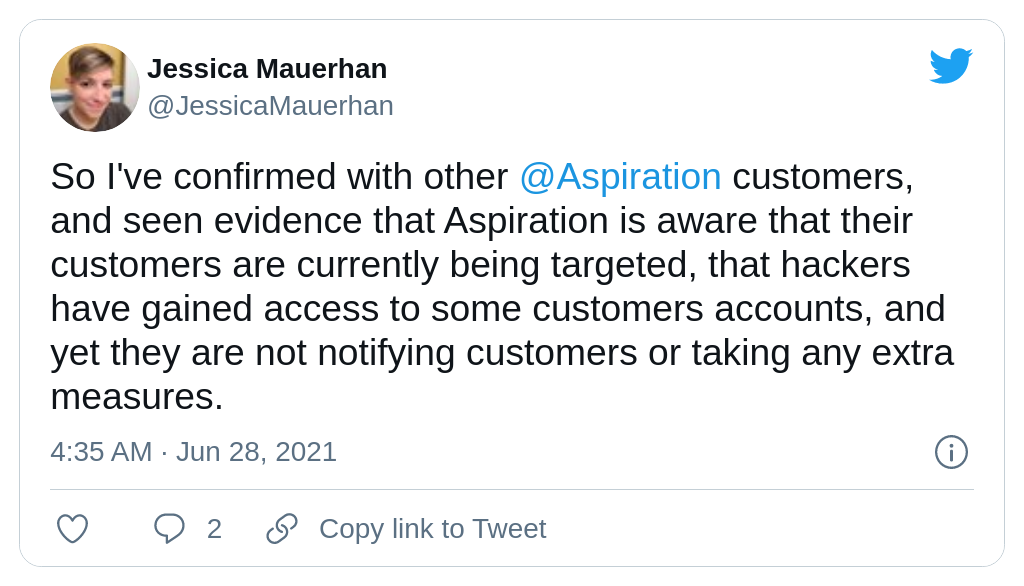 Jessica Mauerhan
@JessicaMauerhan
So I've confirmed with other @Aspiration customers,
and seen evidence that Aspiration is aware that their
customers are currently being targeted, that hackers
have gained access to some customers accounts, and
yet they are not notifying customers or taking any extra
measures.
4:35 AM · Jun 28, 2021
2 Copy link to Tweet